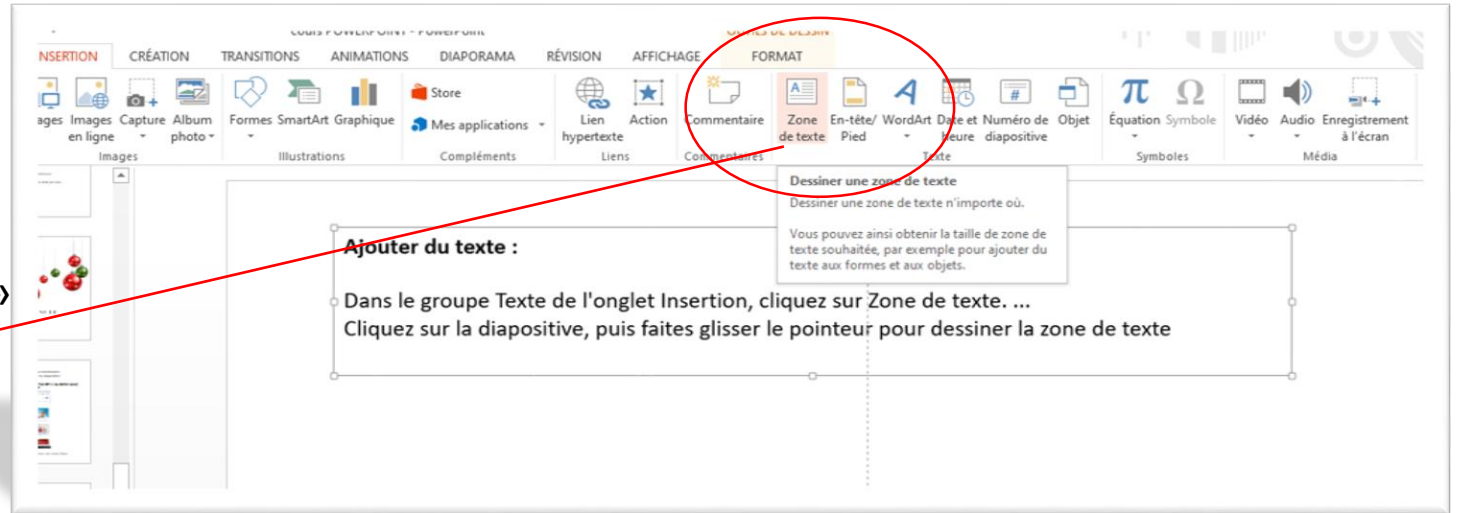 Cours POWERPOINT - PowerPoint OUTILS DE DESSIN
INSERTION CRÉATION TRANSITIONS ANIMATIONS DIAPORAMA RÉVISION AFFICHAGE FORMAT
Store
Mes applications
ages Images Capture Album Formes SmartArt Graphique Lien Action Commentaire Zone En-tête/ WordArt Date et Numéro de Objet Équation Symbole Vidéo Audio Enregistrement
en ligne photo hypertexte de texte Pied heure diapositive à l'écran
Images Illustrations Compléments Liens Commentaires Texte Symboles Média
Dessiner une zone de texte
Dessiner une zone de texte n'importe où.
Vous pouvez ainsi obtenir la taille de zone de
texte souhaitée, par exemple pour ajouter du
texte aux formes et aux objets.
Ajouter du texte :
»
Dans le groupe Texte de l'onglet Insertion, cliquez sur Zone de texte. ...
Cliquez sur la diapositive, puis faites glisser le pointeur pour dessiner la zone de texte